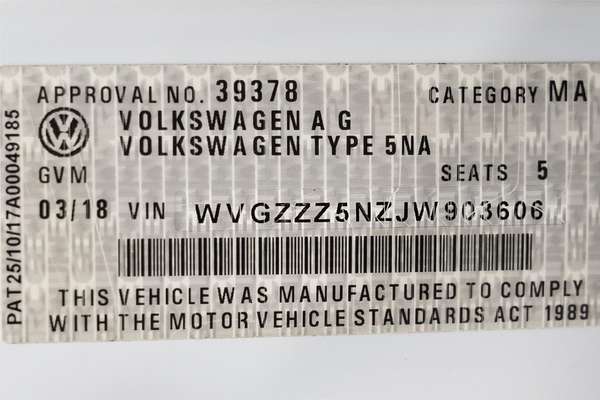 APPROVAL NO. 39378 CATEGORY MA
VOLKSWAGEN A G
VOLKSWAGEN TYPE 5NA
GVM SEATS 5
03/18 VIN WVGZZZ5NZJW903606
THIS VEHICLE WAS MANUFACTURED TO COMPLY
WITH THE MOTOR VEHICLE STANDARDS ACT 1989
PAT25/10/17A00049185